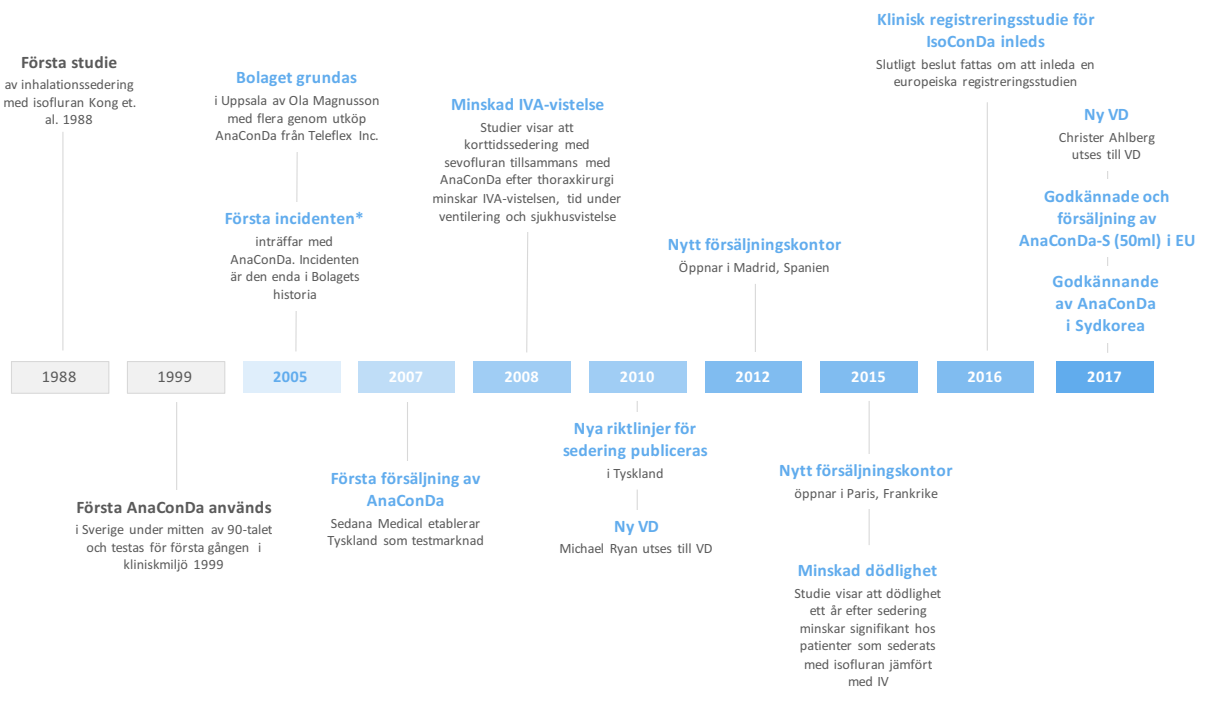 Första studie
av inhalationssedering
med isofluran Kong et.
al. 1988
Bolaget grundas
i Uppsala av Ola Magnusson
med flera genom utköp
AnaConDa från Teleflex Inc.
Första incidenten*
inträffar med
AnaConDa. Incidenten
är den enda i Bolagets
historia
Minskad IVA-vistelse
Studier visar att
korttidssedering med
sevofluran tillsammans med
AnaConDa efter thoraxkirurgi
minskar IVA-vistelsen, tid under
ventilering och sjukhusvistelse
Nytt försäljningskontor
Öppnar i Madrid, Spanien
Klinisk registreringsstudie för
IsoConDa inleds
Slutligt beslut fattas om att inleda en
europeiska registreringsstudien
Ny VD
Christer Ahlberg
utses till VD
Godkännade och
försäljning av
AnaConDa-S (50ml) i EU
Godkännande
av AnaConDa
i Sydkorea
1988
1999
2005
2007
2008
2010
2012
2015
2016
2017
Första AnaConDa används
i Sverige under mitten av 90-talet
och testas för första gången i
kliniskmiljö 1999
Första försäljning av
AnaConDa
Sedana Medical etablerar
Tyskland som testmarknad
Nya riktlinjer för
sedering publiceras
i Tyskland
Ny VD
Michael Ryan utses till VD
Nytt försäljningskontor
öppnar i Paris, Frankrike
Minskad dödlighet
Studie visar att dödlighet
ett år efter sedering
minskar signifikant hos
patienter som sederats
med isofluran jämfört
med IV